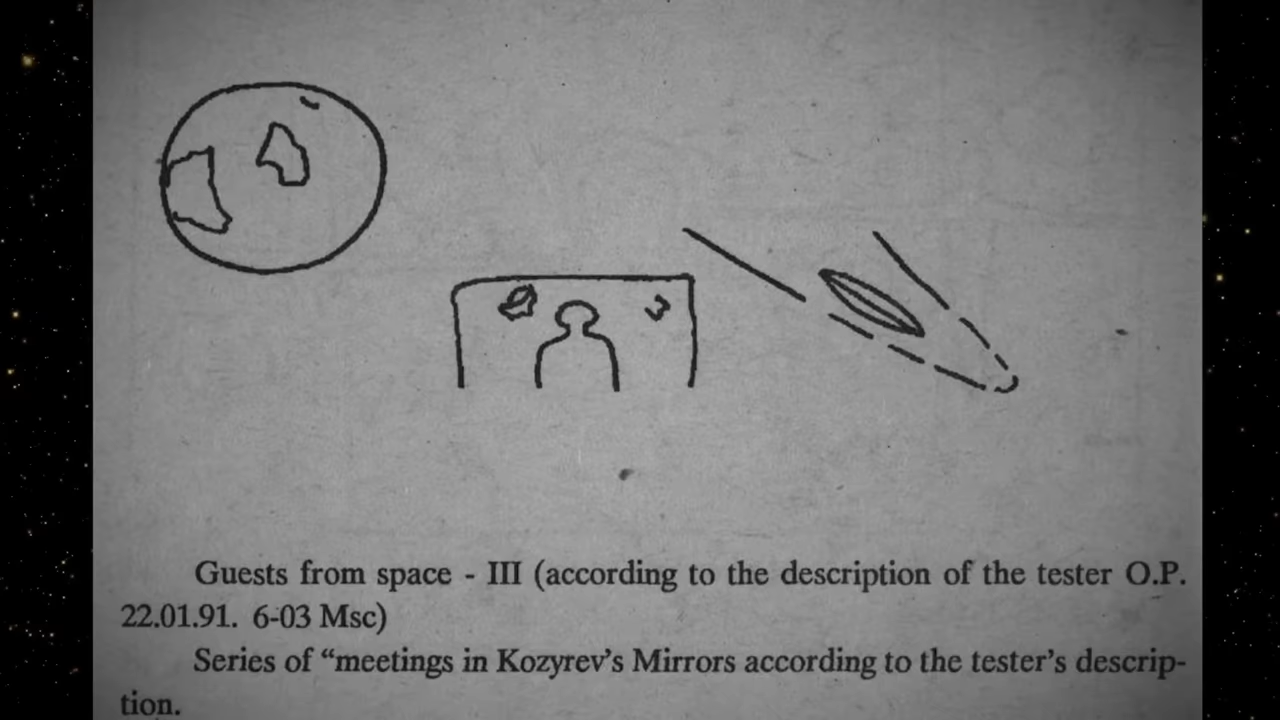 Guests from space - III (according to the description of the tester O.P.
22.01.91. 6-03 Msc)
Series of “meetings in Kozyrev’s Mirrors according to the tester’s descrip-
tion.